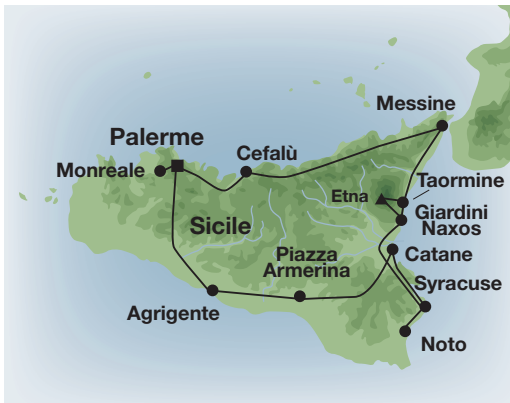 Messine
Palerme
Cefalù
Monreale
Taormine
Etna
Giardini
Naxos
Sicile
Piazza
Armerina
Catane
Syracuse
Agrigente
Noto